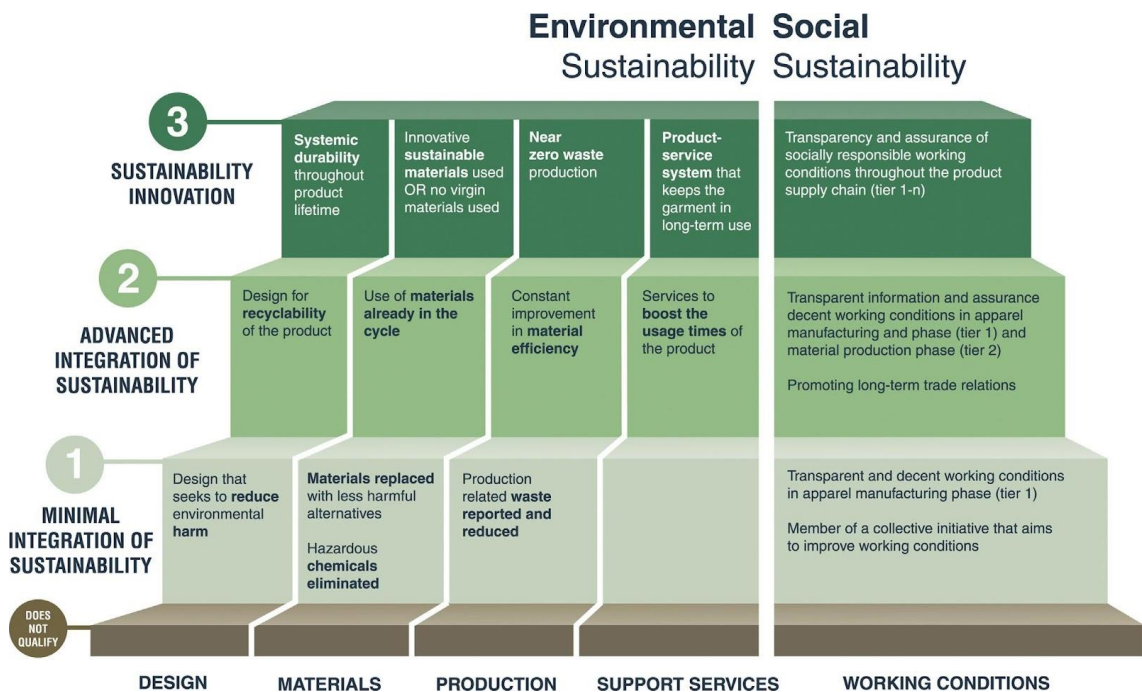 Environmental Social
Sustainability Sustainability
3
SUSTAINABILITY
INNOVATION
Systemic
durability
throughout
product
lifetime
Innovative
sustainable
materials used
OR no virgin
materials used
Near
zero waste
production
Product-
service
system that
keeps the
garment in
long-term use
Transparency and assurance of
socially responsible working
conditions throughout the product
supply chain (tier 1-n)
2
ADVANCED
INTEGRATION OF
SUSTAINABILITY
Design for
recyclability
of the product
Use of materials
already in the
cycle
Constant
improvement
in material
efficiency
Services to
boost the
usage times of
the product
Transparent information and assurance
decent working conditions in apparel
manufacturing and phase (tier 1) and
material production phase (tier 2)
Promoting long-term trade relations
1
MINIMAL
INTEGRATION OF
SUSTAINABILITY
Design that
seeks to reduce
environmental
harm
Materials replaced
with less harmful
alternatives
Hazardous
chemicals
eliminated
Production
related waste
reported and
reduced
Transparent and decent working conditions
in apparel manufacturing phase (tier 1)
Member of a collective initiative that aims
to improve working conditions
DOES
NOT
QUALIFY
DESIGN MATERIALS PRODUCTION SUPPORT SERVICES WORKING CONDITIONS